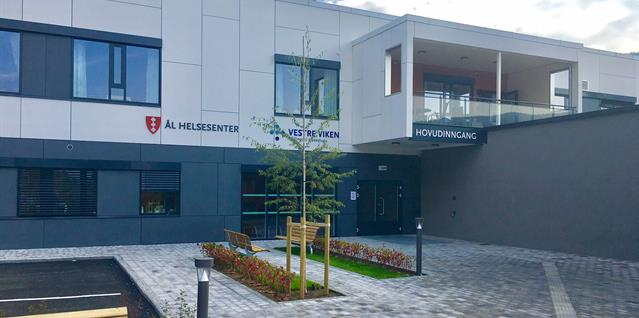 ÅL HELSESENTER
VESTRE VIKEN
HOVUDINNGANG